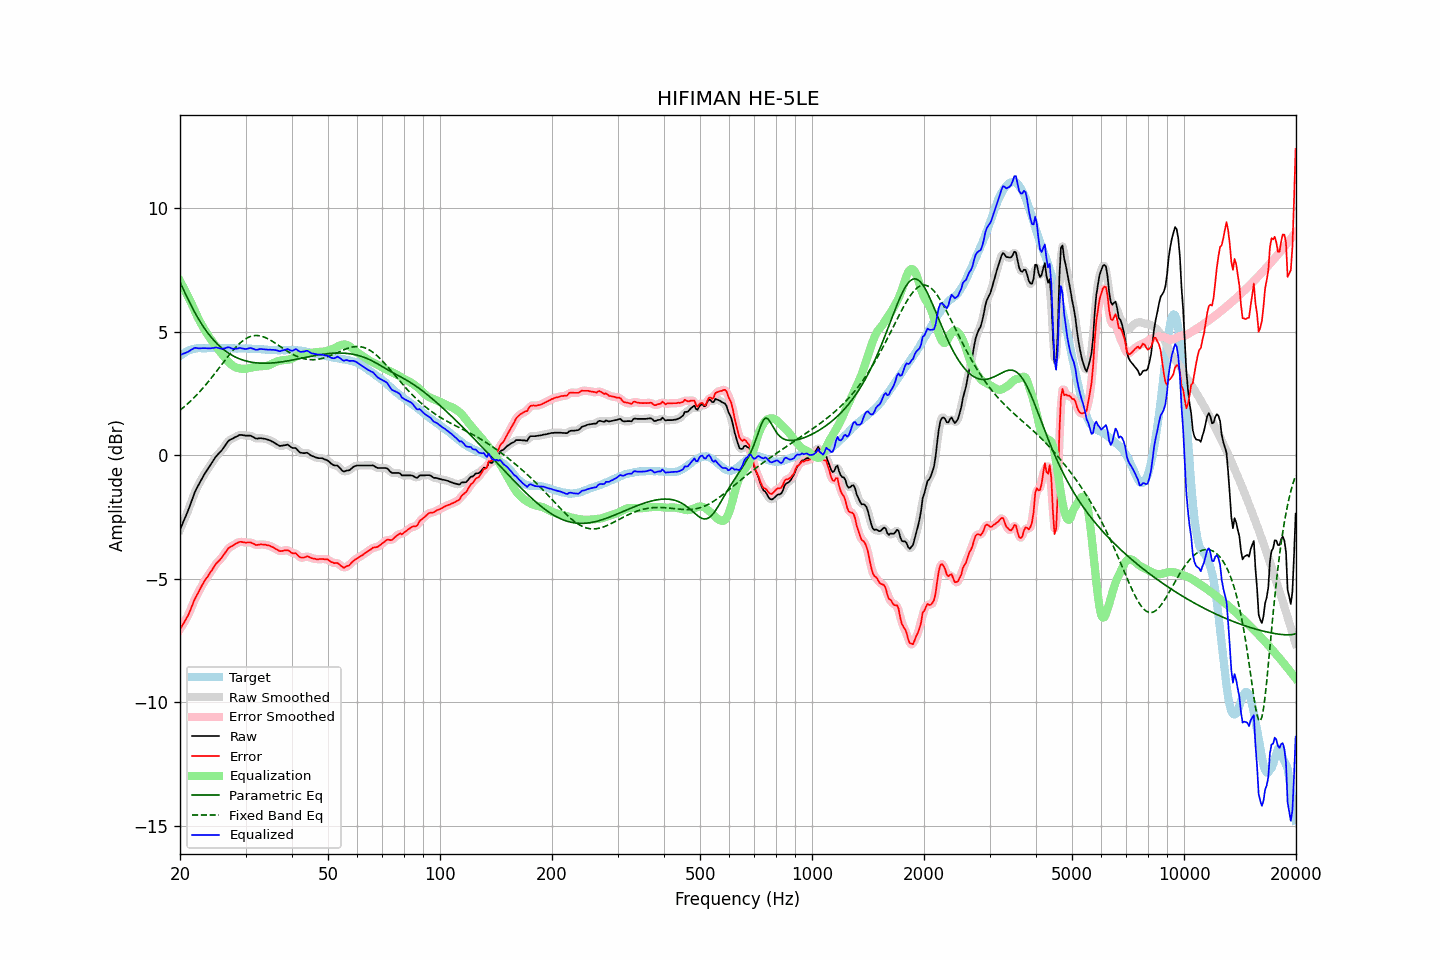 HIFIMAN HE-5LE
Amplitude (dBr)
10
5
0
−5
−10
−15
Target
Raw Smoothed
Error Smoothed
Raw
Error
Equalization
Parametric Eq
Fixed Band Eq
Equalized
20 50 100 200 500 1000 2000 5000 10000 20000
Frequency (Hz)